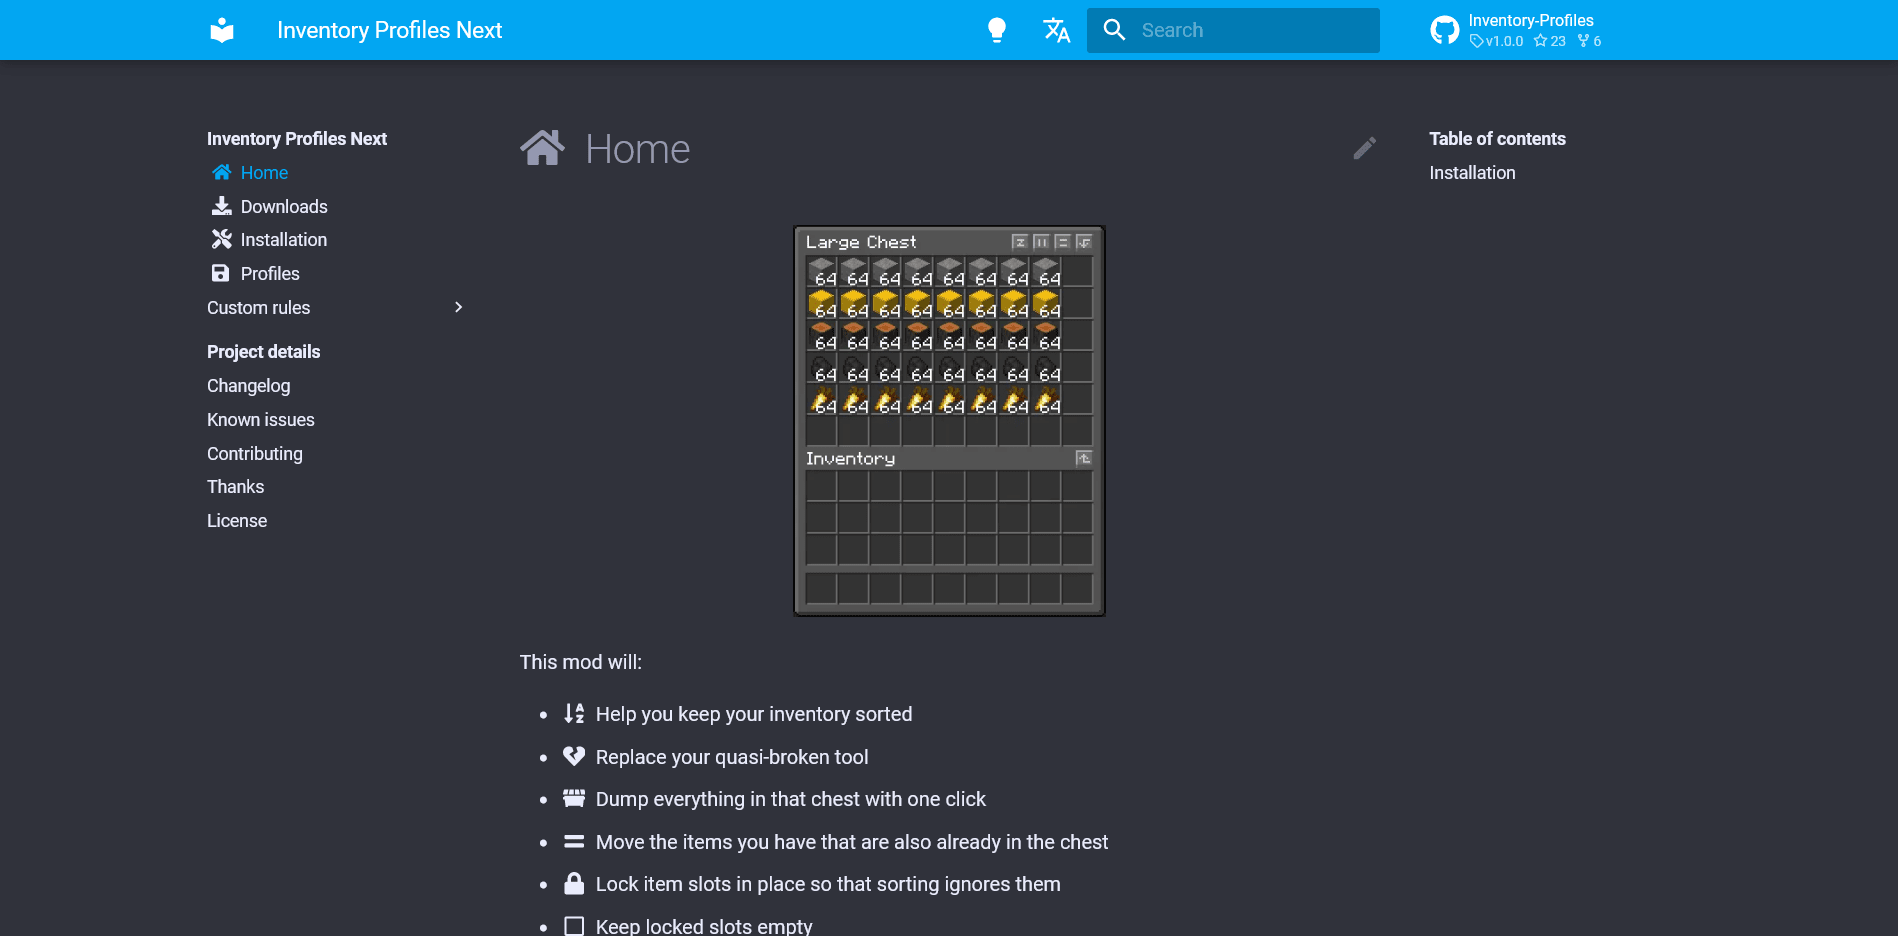 Inventory Profiles Next
Search
Inventory-Profiles
v1.0.0 23 6
Inventory Profiles Next
Home
Downloads
Installation
Profiles
Custom rules
Project details
Changelog
Known issues
Contributing
Thanks
License
Home
Table of contents
Installation
Large Chest
64 64 64 64 64 64 64 64
64 64 64 64 64 64 64 64
64 64 64 64 64 64 64 64
64 64 64 64 64 64 64 64
64 64 64 64 64 64 64 64
Inventory
This mod will:
Help you keep your inventory sorted
Replace your quasi-broken tool
Dump everything in that chest with one click
Move the items you have that are also already in the chest
Lock item slots in place so that sorting ignores them
Keep locked slots empty